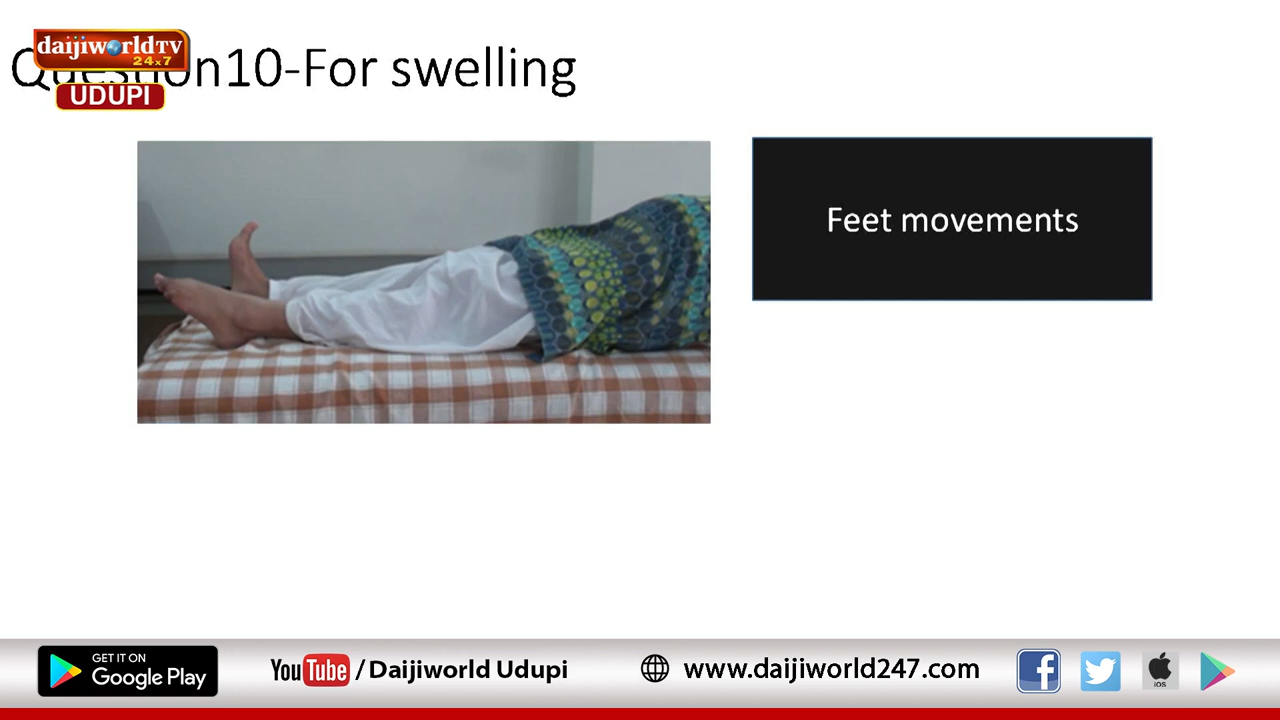 daijiworldTV
24x7
UDUPI
Question10-For swelling
Feet movements
GET IT ON
Google Play
YouTube / Daijiworld Udupi
www.daijiworld247.com
iOS